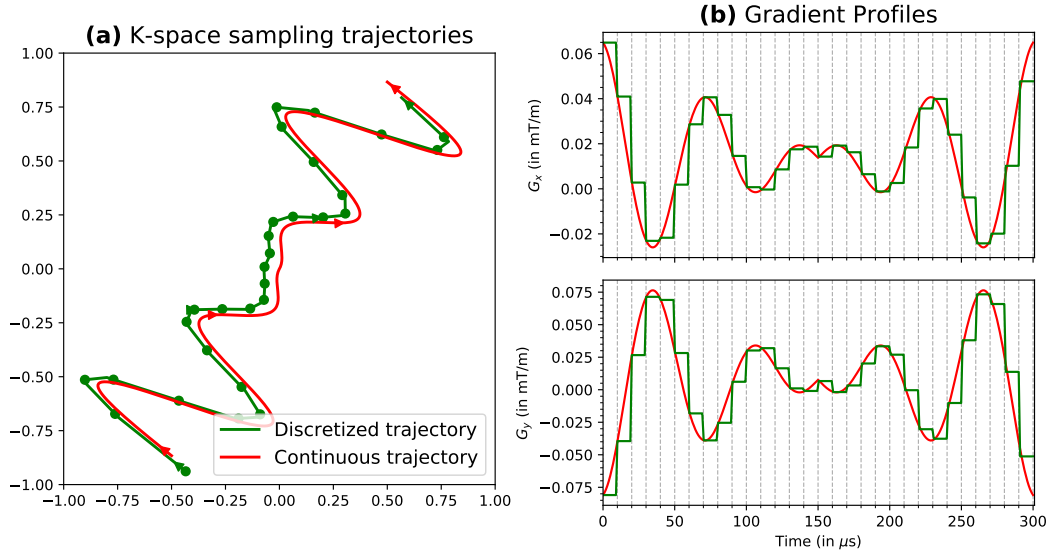 (a) K-space sampling trajectories
1.00
0.75
0.50
0.25
0.00
−0.25
−0.50
−0.75
−1.00
−1.00 −0.75 −0.50 −0.25 0.00 0.25 0.50 0.75 1.00
Discretized trajectory
Continuous trajectory
(b) Gradient Profiles
Gx (in mT/m)
0.06
0.04
0.02
0.00
−0.02
Gy (in mT/m)
0.075
0.050
0.025
0.000
−0.025
−0.050
−0.075
0 50 100 150 200 250 300
Time (in μs)